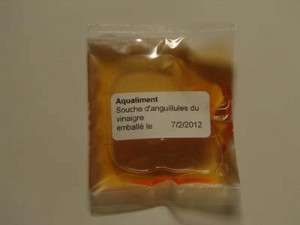 Aqualiment
Souche d'anguillules du
vinaigre
emballé le 7/2/2012